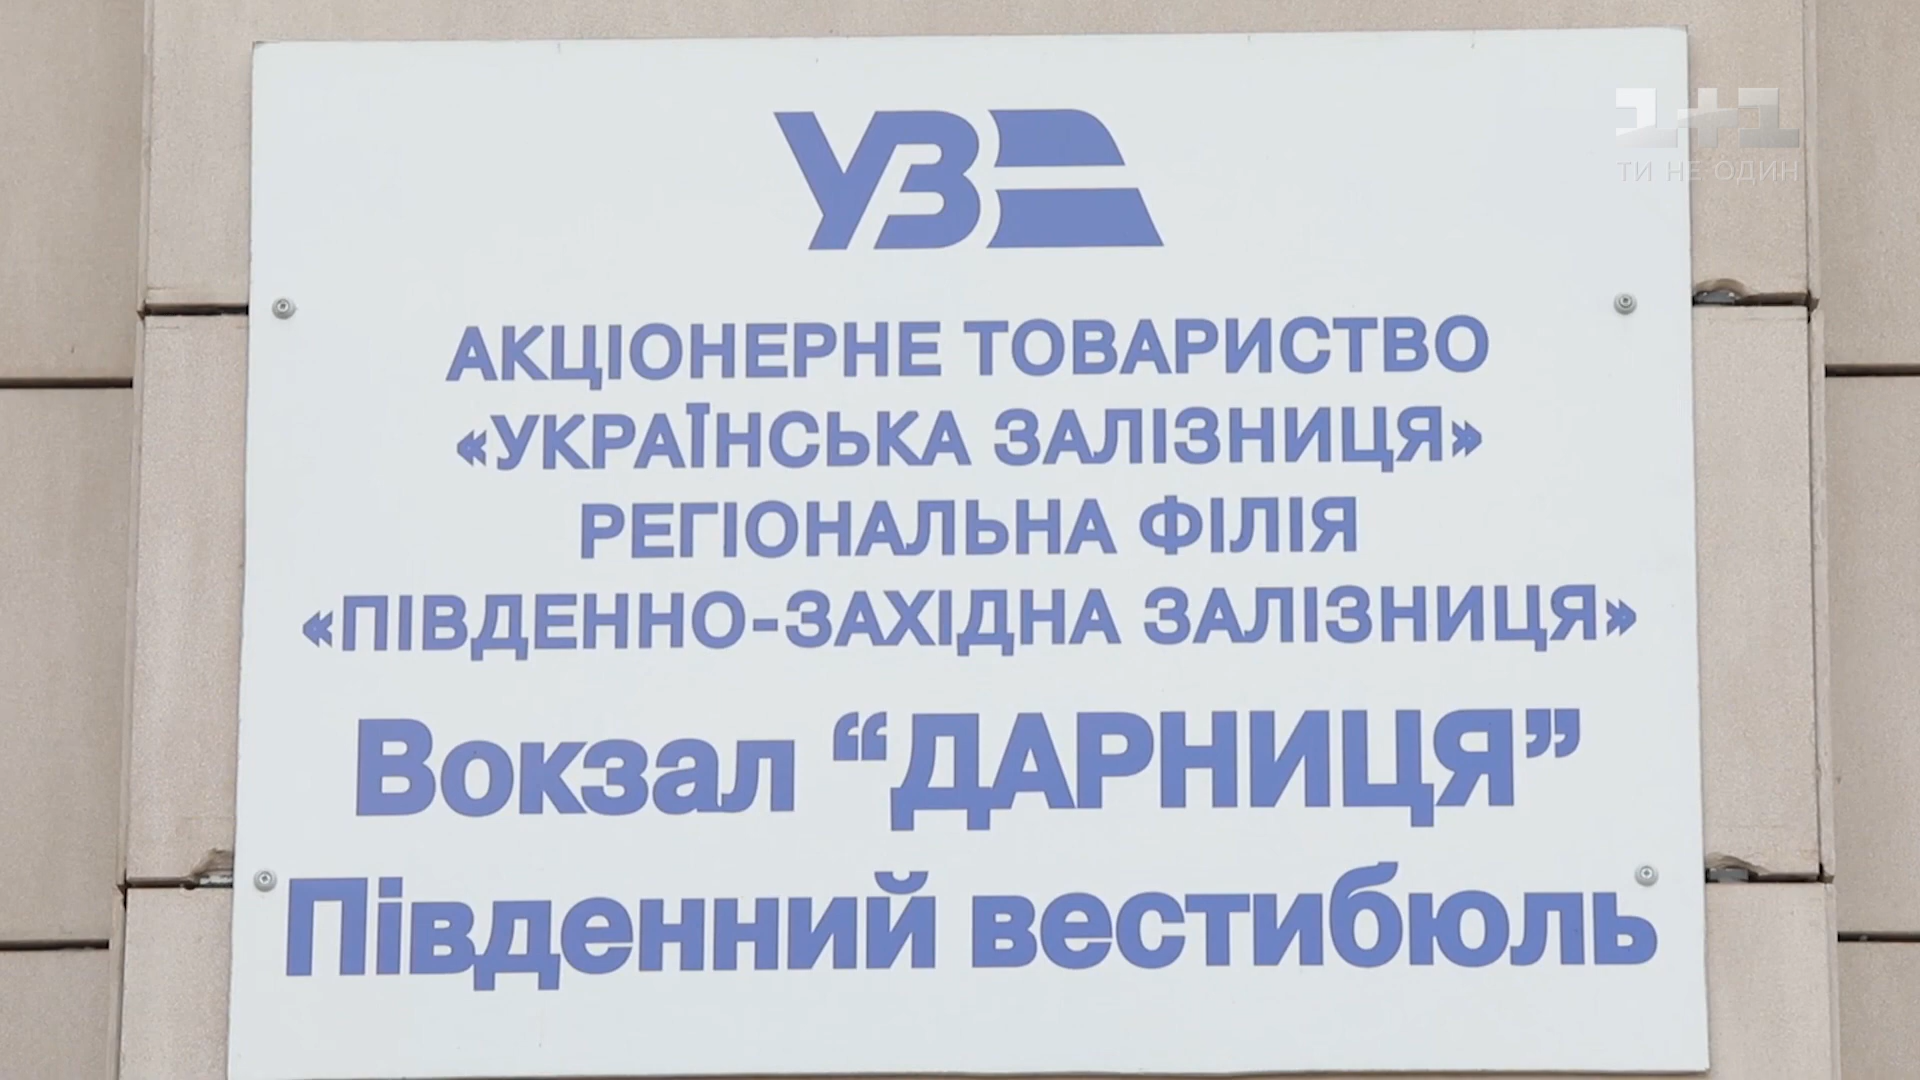 УЗ
1+1
ТИ НЕ ОДИН
АКЦІОНЕРНЕ ТОВАРИСТВО
«УКРАЇНСЬКА ЗАЛІЗНИЦЯ»
РЕГІОНАЛЬНА ФІЛІЯ
«ПІВДЕННО-ЗАХІДНА ЗАЛІЗНИЦЯ»
Вокзал “ДАРНИЦЯ”
Південний вестибюль